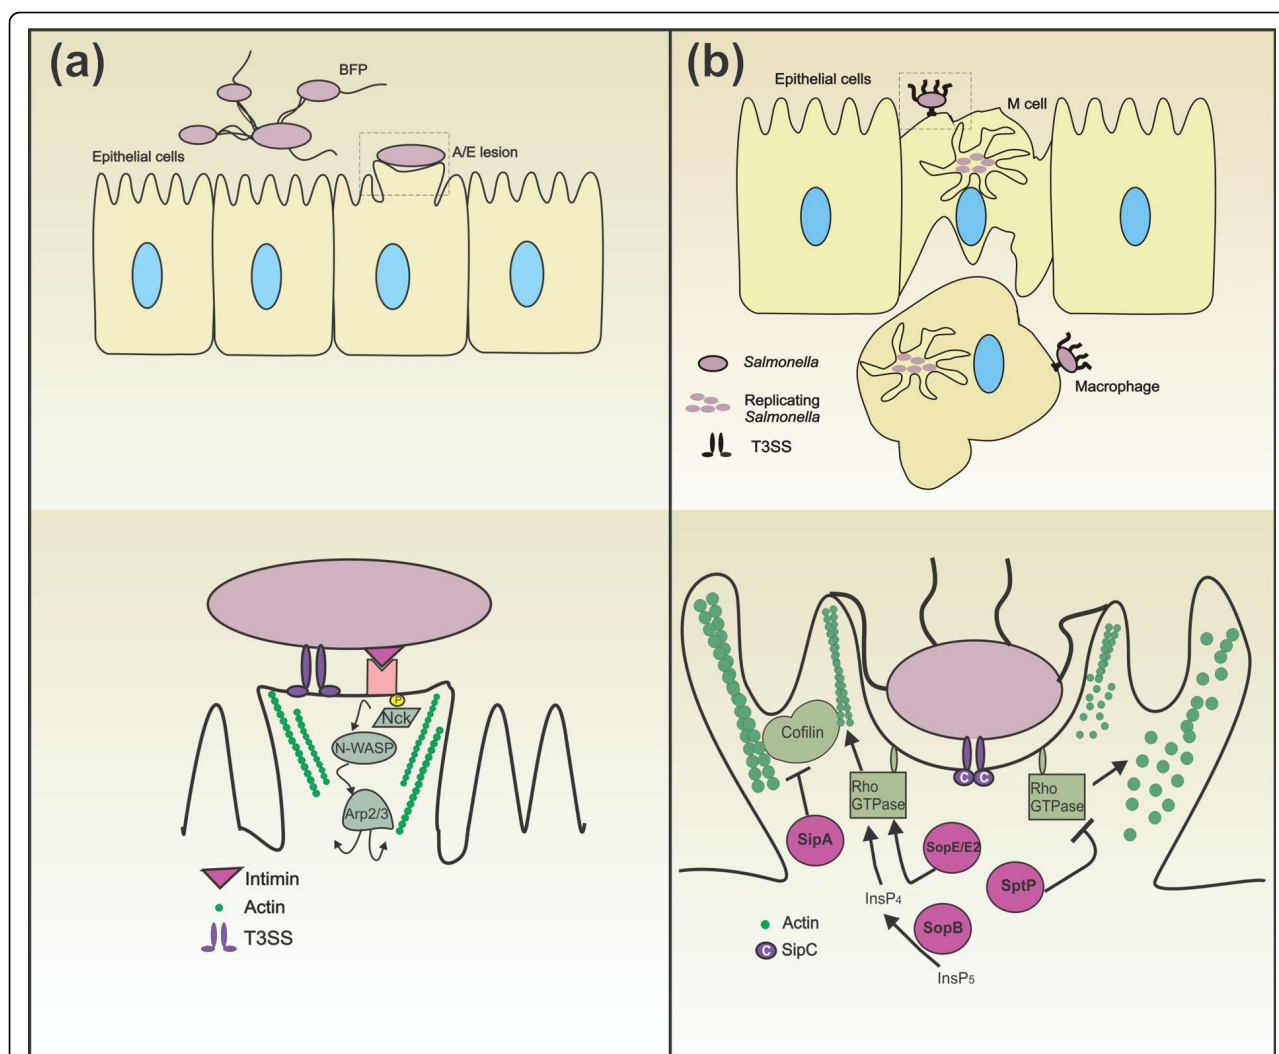 (a)
BFP
Epithelial cells
A/E lesion
P
Nck
N-WASP
Arp2/3
Intimin
Actin
T3SS
(b)
Epithelial cells
M cell
Salmonella
Replicating
Salmonella
T3SS
Macrophage
Cofilin
Rho
GTPase
C C
Rho
GTPase
SipA
SopE/E2
SptP
InsP4
SopB
InsP5
Actin
C SipC